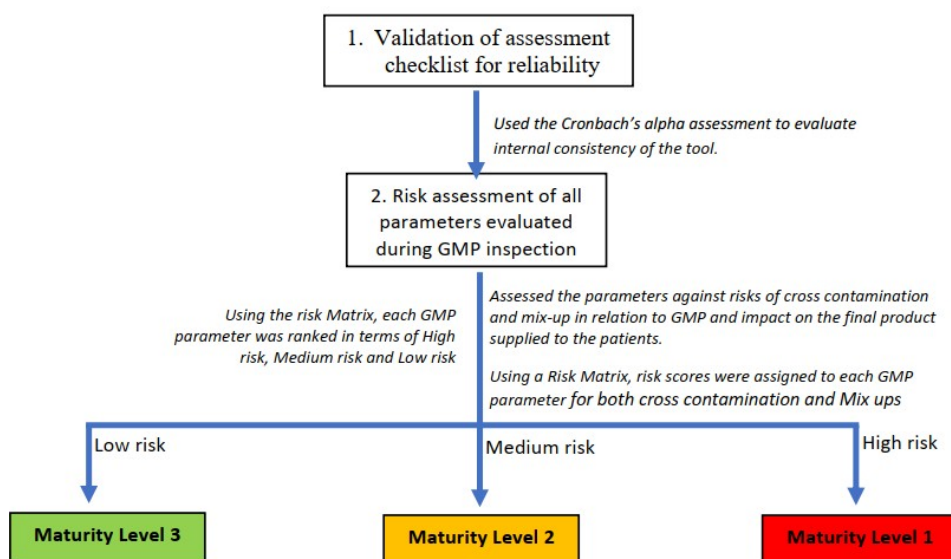 1. Validation of assessment
checklist for reliability
Used the Cronbach's alpha assessment to evaluate
internal consistency of the tool.
2. Risk assessment of all
parameters evaluated
during GMP inspection
Using the risk Matrix, each GMP
parameter was ranked in terms of High
risk, Medium risk and Low risk
Assessed the parameters against risks of cross contamination
and mix-up in relation to GMP and impact on the final product
supplied to the patients.
Using a Risk Matrix, risk scores were assigned to each GMP
parameter for both cross contamination and Mix ups
Low risk
Medium risk
High risk
Maturity Level 3
Maturity Level 2
Maturity Level 1